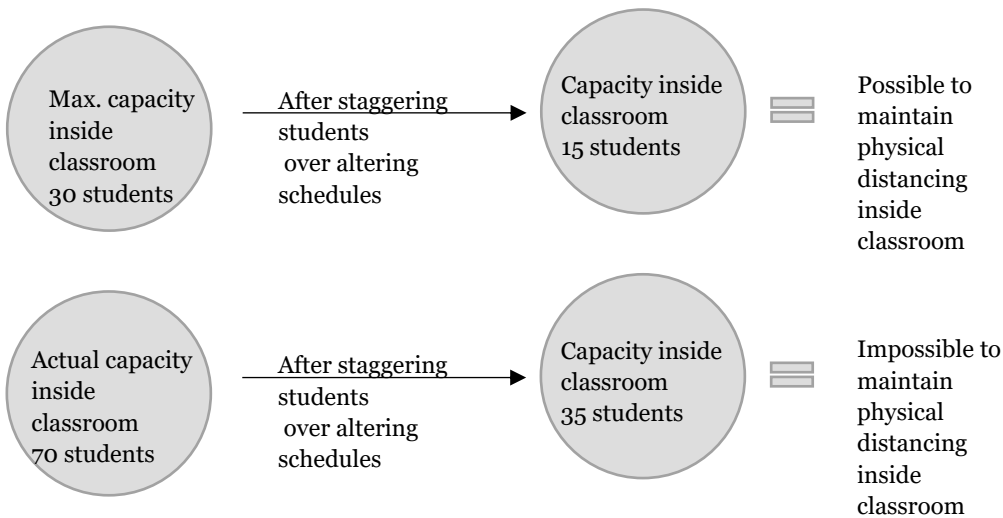 Max. capacity
inside
classroom
30 students
After staggering
students
over altering
schedules
Capacity inside
classroom
15 students
Possible to
maintain
physical
distancing
inside
classroom
Actual capacity
inside
classroom
70 students
After staggering
students
over altering
schedules
Capacity inside
classroom
35 students
Impossible to
maintain
physical
distancing
inside
classroom